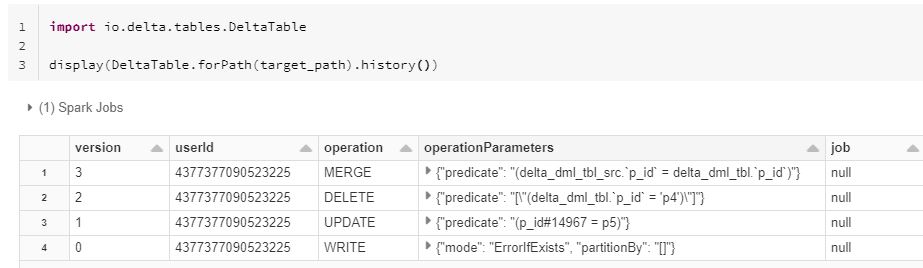 1 import io.delta.tables.DeltaTable
2
3 display(DeltaTable.forPath(target_path).history())
(1) Spark Jobs
version userId operation operationParameters job
1 3 4377377090523225 MERGE {"predicate": "(delta_dml_tbl_src.`p_id` = delta_dml_tbl.`p_id`)"} null
2 2 4377377090523225 DELETE {"predicate": "[\"(delta_dml_tbl.`p_id` = 'p4')\"]"} null
3 1 4377377090523225 UPDATE {"predicate": "(p_id#14967 = p5)"} null
4 0 4377377090523225 WRITE {"mode": "ErrorIfExists", "partitionBy": "[]"} null